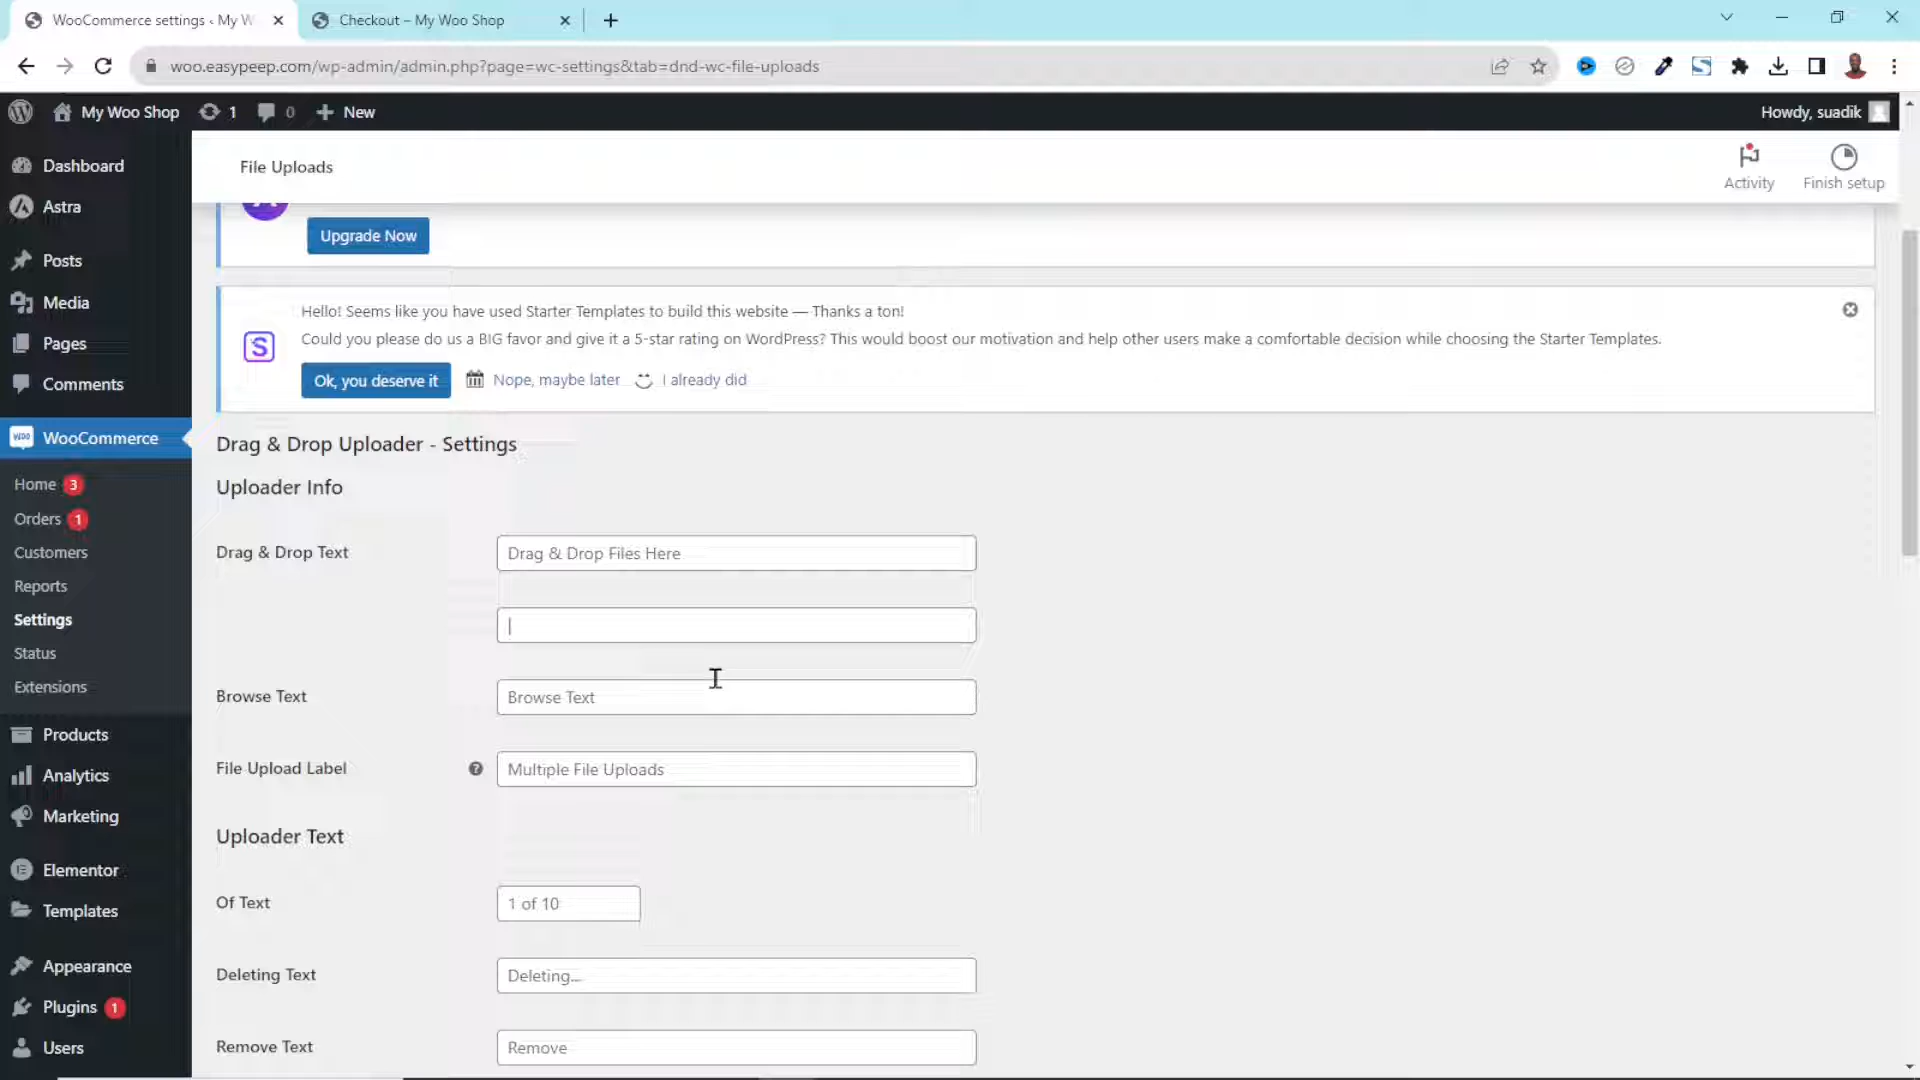 WooCommerce settings ‹ My W
Checkout – My Woo Shop
woo.easypeep.com/wp-admin/admin.php?page=wc-settings&tab=dnd-wc-file-uploads
My Woo Shop
1
0
New
Howdy, suadik
Dashboard
Astra
Posts
Media
Pages
Comments
WooCommerce
Home 3
Orders 1
Customers
Reports
Settings
Status
Extensions
Products
Analytics
Marketing
Elementor
Templates
Appearance
Plugins 1
Users
File Uploads
Activity
Finish setup
Upgrade Now
Hello! Seems like you have used Starter Templates to build this website — Thanks a ton!
Could you please do us a BIG favor and give it a 5-star rating on WordPress? This would boost our motivation and help other users make a comfortable decision while choosing the Starter Templates.
Ok, you deserve it
Nope, maybe later
I already did
Drag & Drop Uploader - Settings
Uploader Info
Drag & Drop Text
Drag & Drop Files Here
Browse Text
Browse Text
File Upload Label
Multiple File Uploads
Uploader Text
Of Text
1 of 10
Deleting Text
Deleting...
Remove Text
Remove